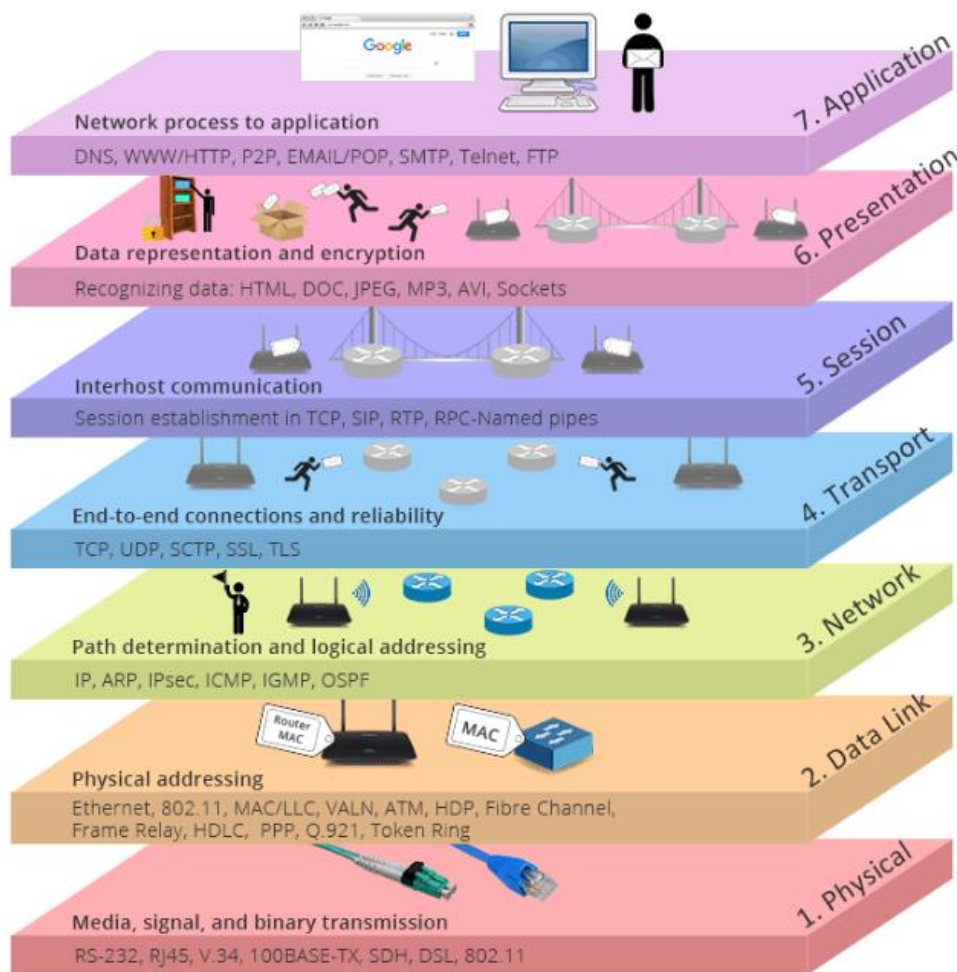 Google
7. Application
Network process to application
DNS, WWW/HTTP, P2P, EMAIL/POP, SMTP, Telnet, FTP
6. Presentation
Data representation and encryption
Recognizing data: HTML, DOC, JPEG, MP3, AVI, Sockets
5. Session
Interhost communication
Session establishment in TCP, SIP, RTP, RPC-Named pipes
4. Transport
End-to-end connections and reliability
TCP, UDP, SCTP, SSL, TLS
3. Network
Path determination and logical addressing
IP, ARP, IPsec, ICMP, IGMP, OSPF
Router
MAC
MAC
2. Data Link
Physical addressing
Ethernet, 802.11, MAC/LLC, VALN, ATM, HDP, Fibre Channel,
Frame Relay, HDLC, PPP, Q.921, Token Ring
1. Physical
Media, signal, and binary transmission
RS-232, RJ45, V.34, 100BASE-TX, SDH, DSL, 802.11